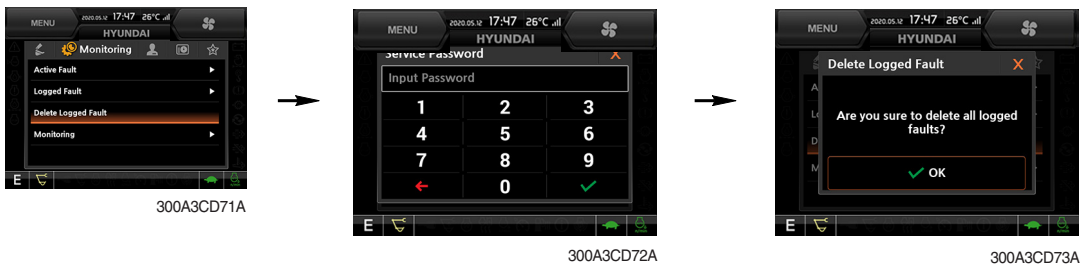 MENU
2020.05.12 17:47 26°C
HYUNDAI
Monitoring
Active Fault
Logged Fault
Delete Logged Fault
Monitoring
E
300A3CD71A
MENU
2020.05.12 17:47 26°C
HYUNDAI
Service Password
X
Input Password
1 2 3
4 5 6
7 8 9
0
E
300A3CD72A
MENU
2020.05.12 17:47 26°C
HYUNDAI
Delete Logged Fault X
Are you sure to delete all logged
faults?
OK
E
300A3CD73A